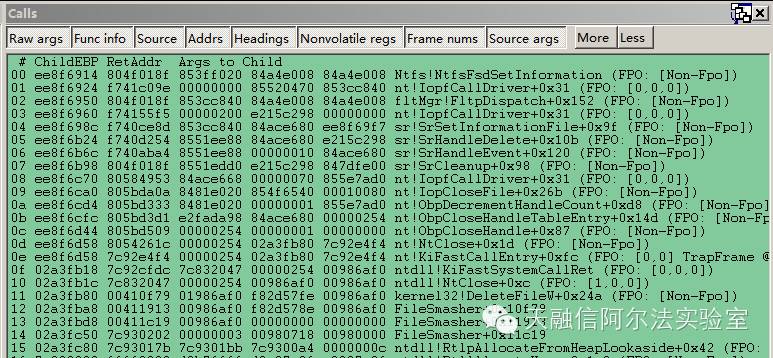 Calls
Raw args Func info Source Addrs Headings Nonvolatile regs Frame nums Source args More Less
# ChildEBP RetAddr Args to Child
00 ee8f6914 804f018f 853ff020 84a4e008 84a4e008 Ntfs!NtfsFsdSetInformation (FPO: [Non-Fpo])
01 ee8f6924 f741c09e 00000000 85520470 853cc840 nt!IopfCallDriver+0x31 (FPO: [0,0,0])
02 ee8f6950 804f018f 853cc840 84a4e008 84a4e008 fltMgr!FltpDispatch+0x152 (FPO: [Non-Fpo])
03 ee8f6960 f74155f5 00000200 e215c298 00000000 nt!IopfCallDriver+0x31 (FPO: [0,0,0])
04 ee8f698c f740ce8d 853cc840 84ace680 ee8f69f7 sr!SrSetInformationFile+0x9f (FPO: [Non-Fpo])
05 ee8f6b24 f740d254 8551ee88 84ace680 e215c298 sr!SrHandleDelete+0x10b (FPO: [Non-Fpo])
06 ee8f6b6c f740aba4 8551ee88 00000010 84ace680 sr!SrHandleEvent+0x120 (FPO: [Non-Fpo])
07 ee8f6b98 804f018f 8551edd0 e215c298 847dfe00 sr!SrCleanup+0x98 (FPO: [Non-Fpo])
08 ee8f6c70 80584953 84ace668 00000070 855e7ad0 nt!IopfCallDriver+0x31 (FPO: [0,0,0])
09 ee8f6ca0 805bda0a 8481e020 854f6540 00010080 nt!IopCloseFile+0x26b (FPO: [Non-Fpo])
0a ee8f6cd4 805bd333 8481e020 00000001 855e7ad0 nt!ObpDecrementHandleCount+0xd8 (FPO: [Non-F
0b ee8f6cfc 805bd3d1 e2fada98 84ace680 00000254 nt!ObpCloseHandleTableEntry+0x14d (FPO: [Non-Fp
0c ee8f6d44 805bd509 00000254 00000001 00000000 nt!ObpCloseHandle+0x87 (FPO: [Non-Fpo])
0d ee8f6d58 8054261c 00000254 02a3fb80 7c92e4f4 nt!NtClose+0x1d (FPO: [Non-Fpo])
0e ee8f6d58 7c92e4f4 00000254 02a3fb80 7c92e4f4 nt!KiFastCallEntry+0xfc (FPO: [0,0] TrapFrame @
0f 02a3fb18 7c92cfdc 7c832047 00000254 00986af0 ntdll!KiFastSystemCallRet (FPO: [0,0,0])
10 02a3fb1c 7c832047 00000254 0000025e 00986af0 ntdll!NtClose+0xc (FPO: [1,0,0])
11 02a3fb80 00410f79 01986af0 f82d57fe 00986af0 kernel32!DeleteFileW+0x24a (FPO: [Non-Fpo])
12 02a3fba8 00411913 00986af0 f82d578e 00986af0 FileSmasher+0x10f79
13 02a3fbd8 00411c19 00986af0 00000000 00000000 FileSmasher+0x11913
14 02a3fc50 7c930202 00000003 00980718 00980000 FileSmasher+0x11c19
15 02a3fc80 7c93017b 7c9301bb 7c9300a4 0000000c ntdll!RtlpAllocateFromHeapLookaside+0x42 (FPO:
天融信阿尔法实验室